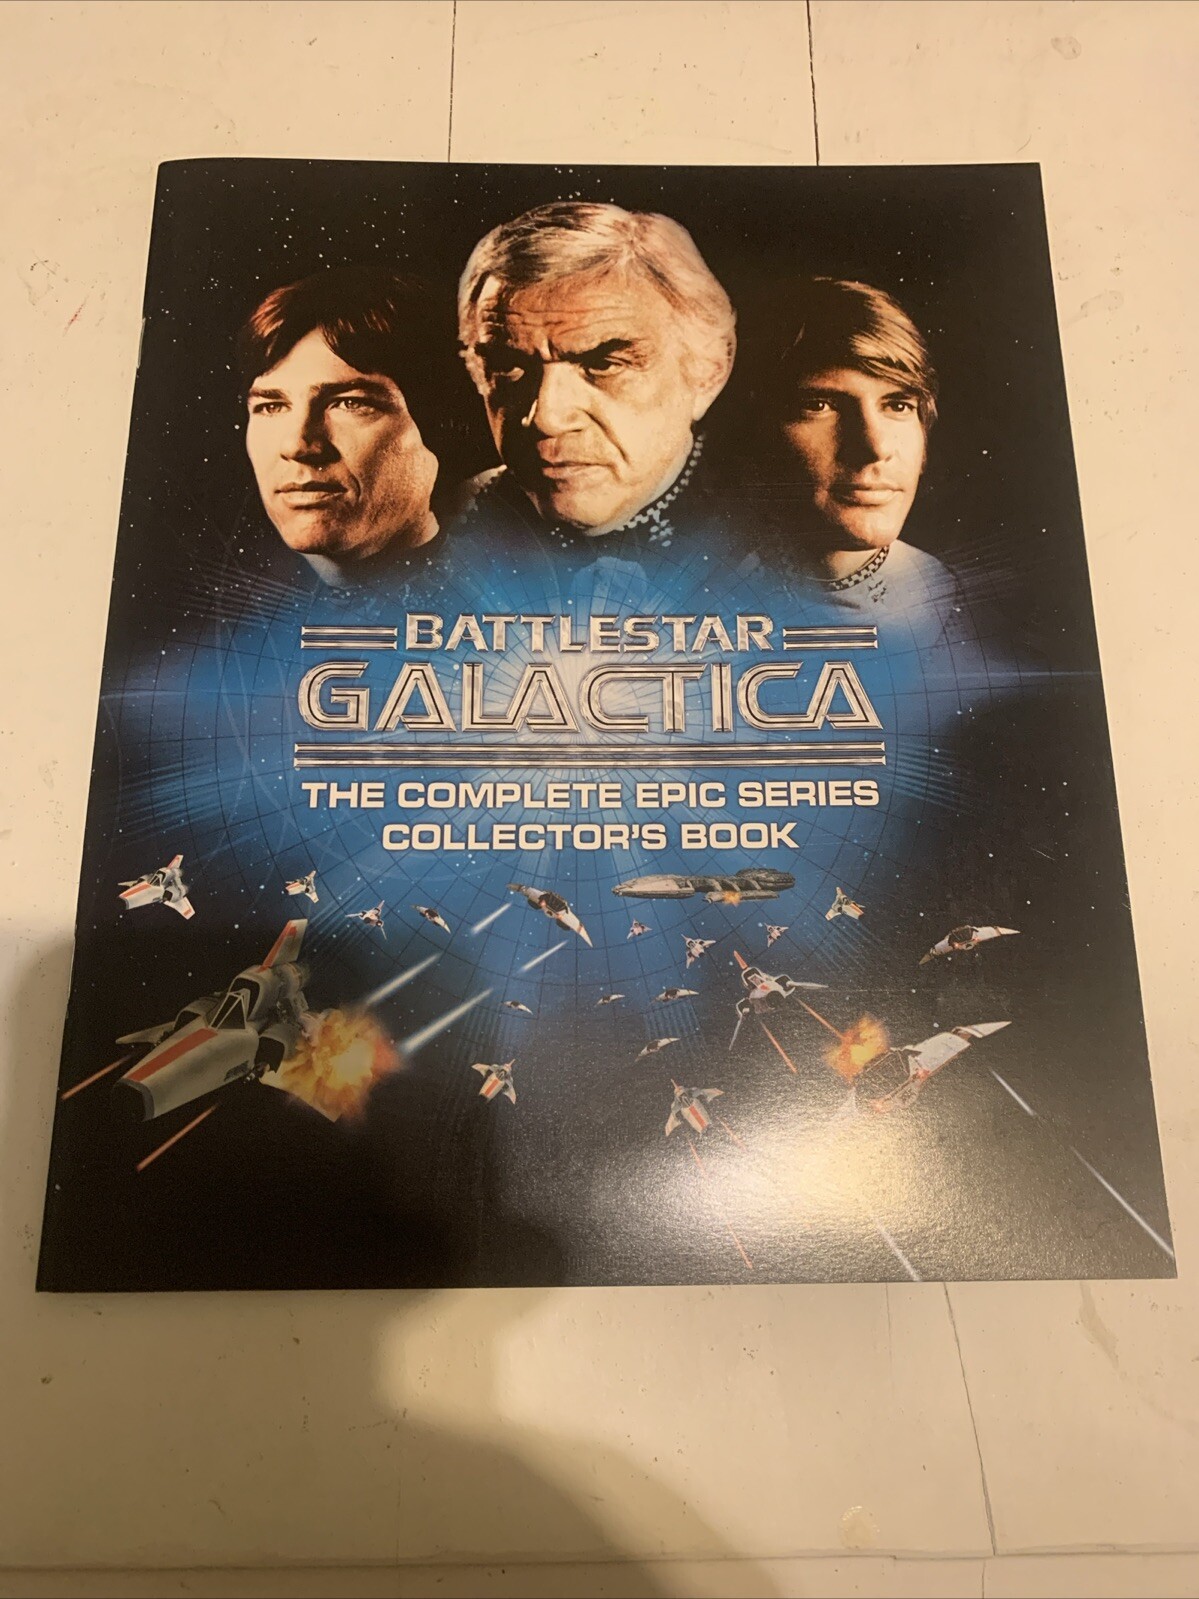 BATTLESTAR
GALACTICA
THE COMPLETE EPIC SERIES
COLLECTOR'S BOOK